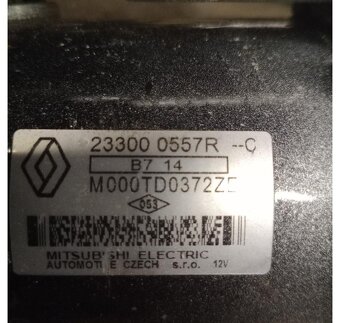 23300 0557R --C
B7 14
M000TD0372ZE
053
MITSUBISHI ELECTRIC
AUTOMOTIVE CZECH s.r.o. 12V